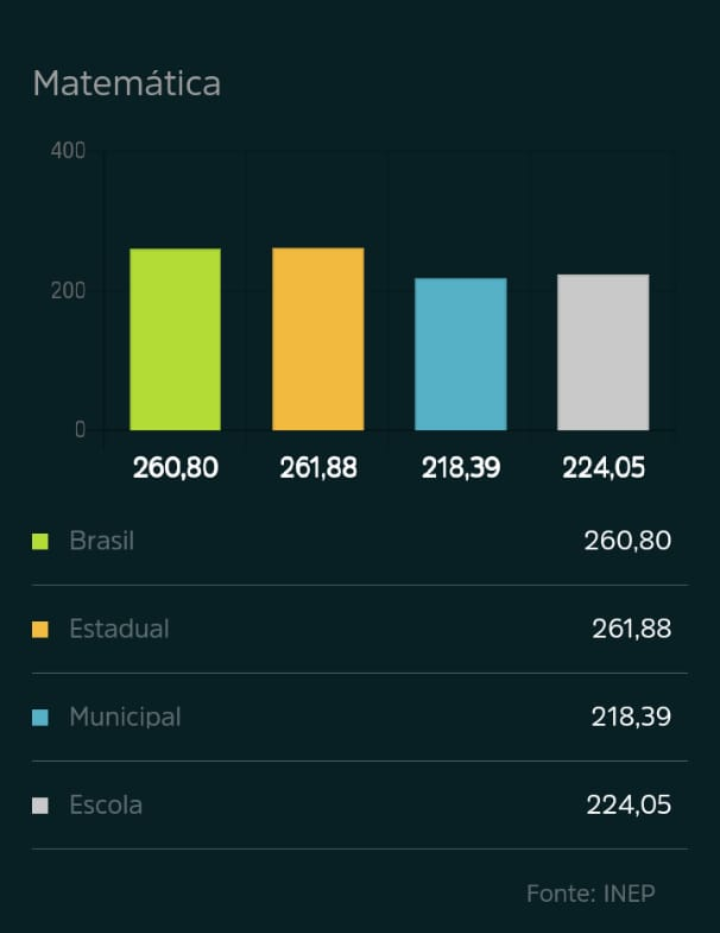 Matemática
400
200
0
260,80 261,88 218,39 224,05
Brasil 260,80
Estadual 261,88
Municipal 218,39
Escola 224,05
Fonte: INEP